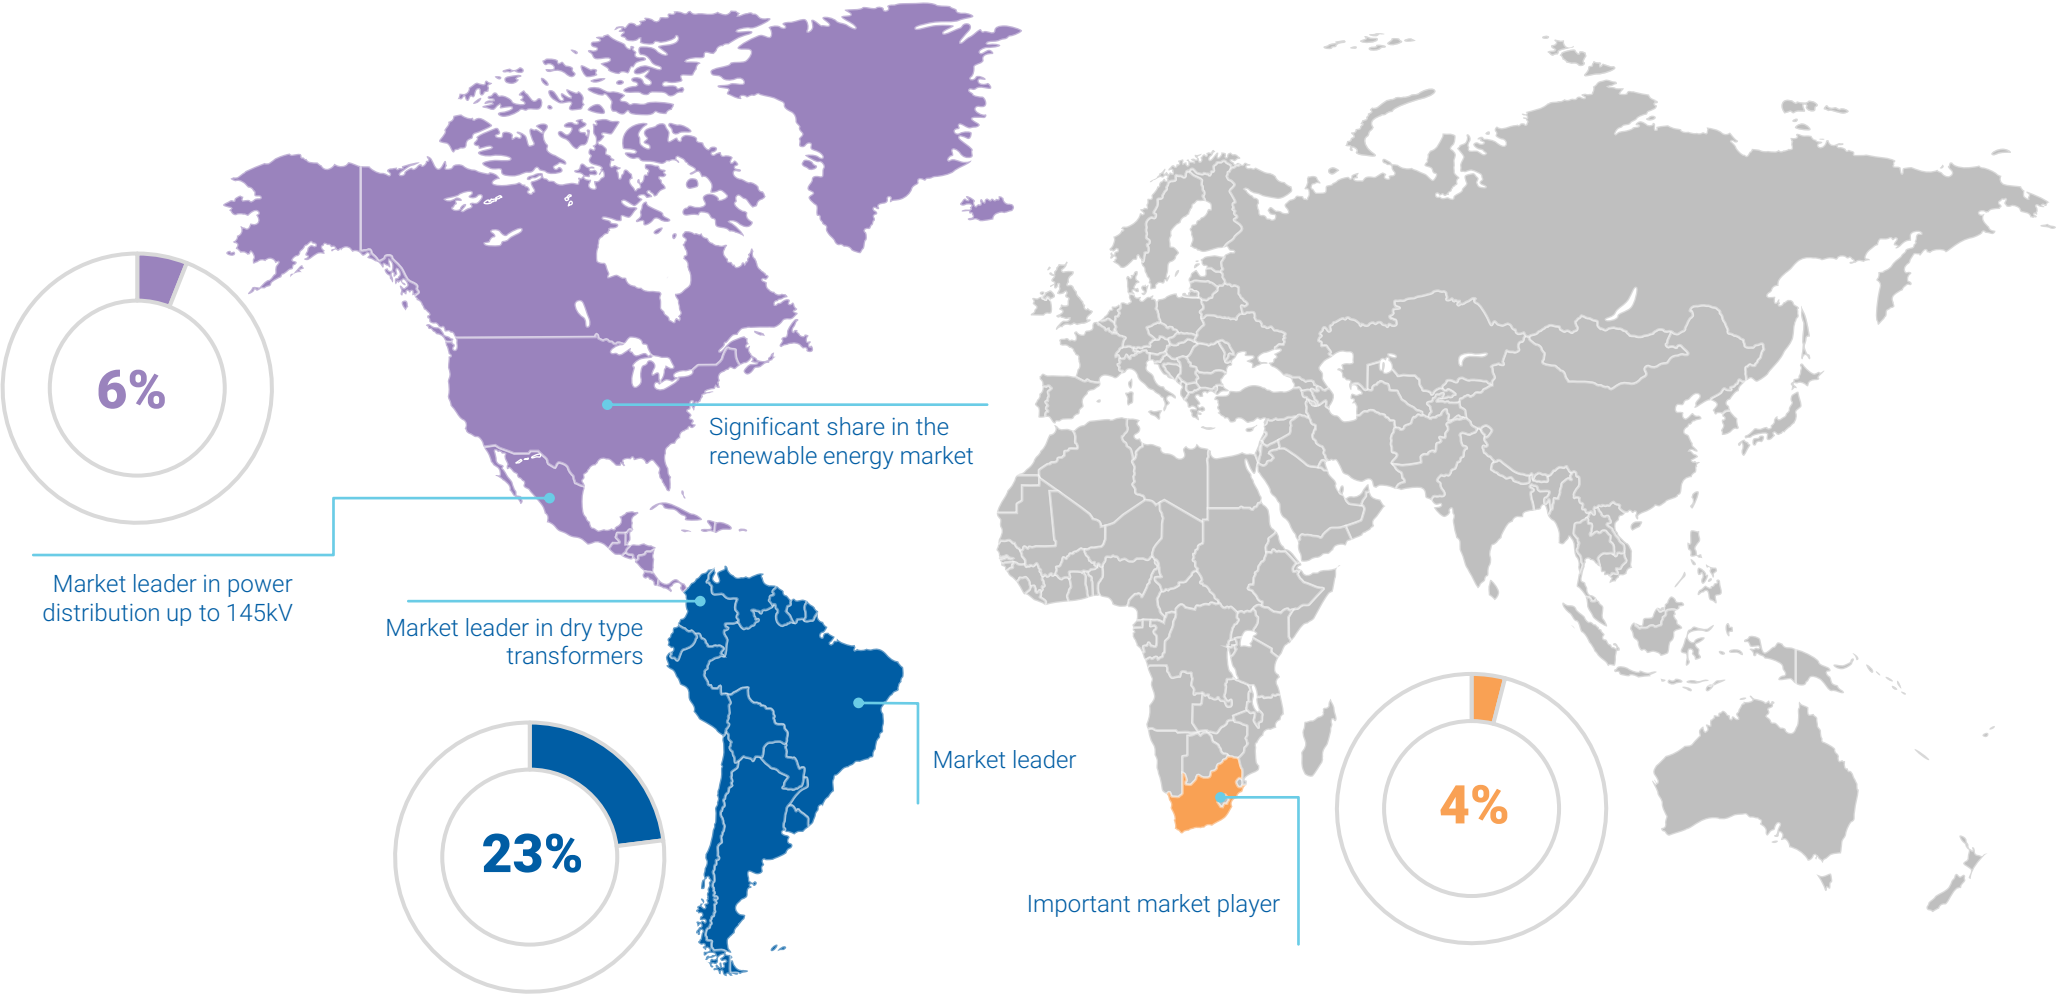 6%
Significant share in the
renewable energy market
Market leader in power
distribution up to 145kV
Market leader in dry type
transformers
23%
Market leader
4%
Important market player